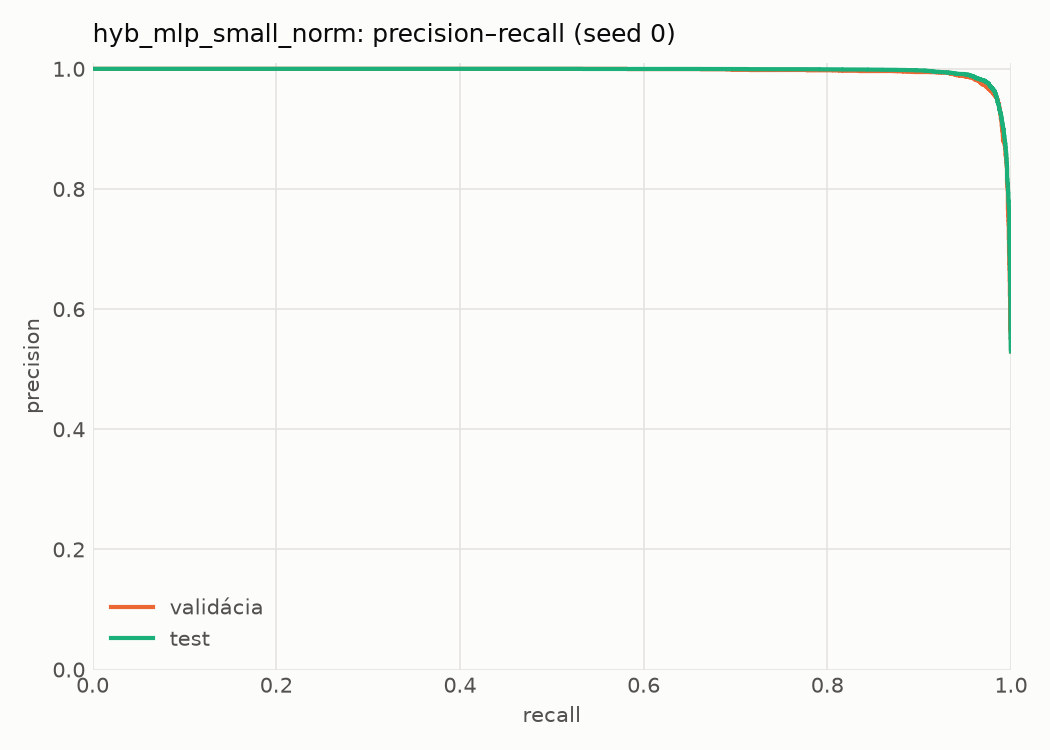 hyb_mlp_small_norm: precision–recall (seed 0)
1.0
0.8
0.6
0.4
0.2
0.0
precision
validácia
test
0.0 0.2 0.4 0.6 0.8 1.0
recall